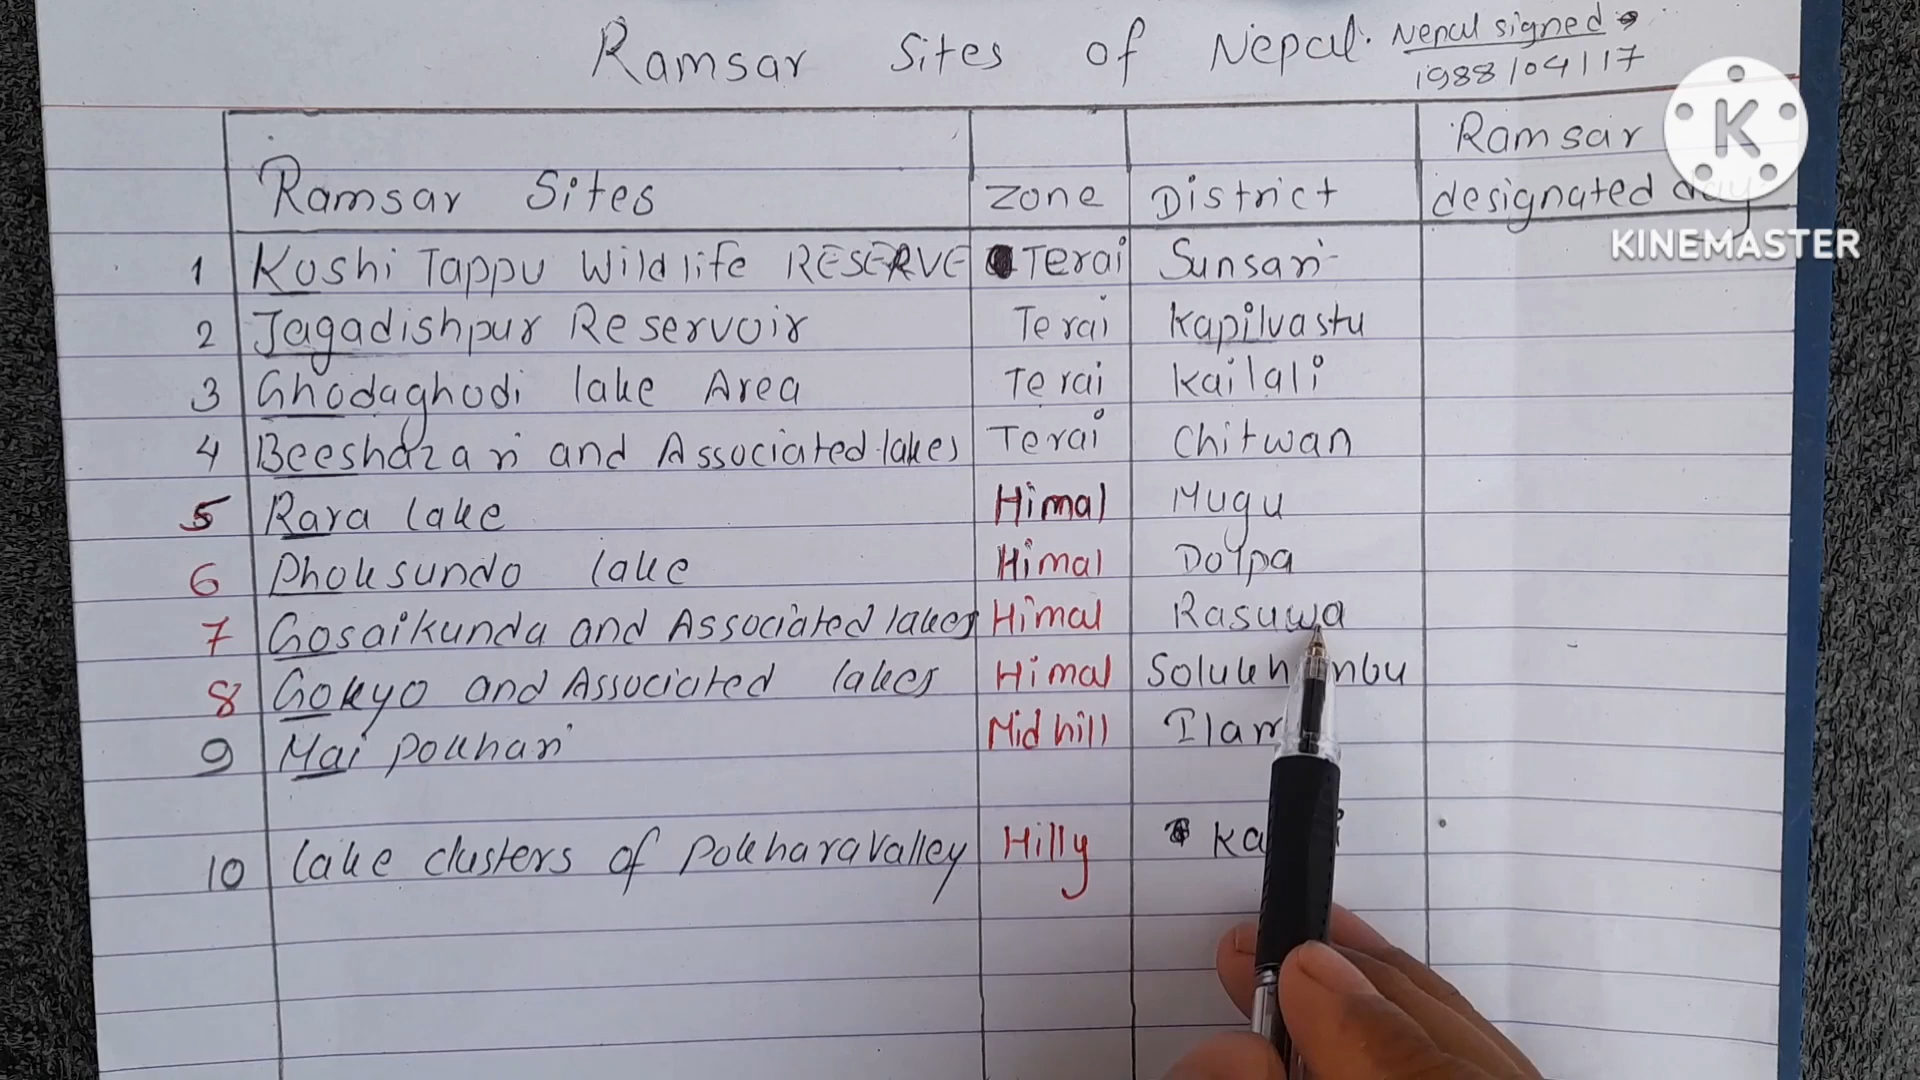 Ramsar Sites of Nepal. Nepal signed
1988/04/17
Ramsar
Ramsar Sites Zone District designated day
KINEMASTER
1 Koshi Tappu Wildlife RESERVE Terai Sunsari
2 Jagadishpur Reservoir Terai Kapilvastu
3 Ghodaghodi lake Area Terai Kailali
4 Beeshazari and Associated lakes Terai Chitwan
5 Rara lake Himal Mugu
6 Phoksundo lake Himal Dolpa
7 Gosaikunda and Associated lakes Himal Rasuwa
8 Gokyo and Associated lakes Himal
9 Mai pokhari Mid hill Ilam
10 lake clusters of pokhara Valley Hilly